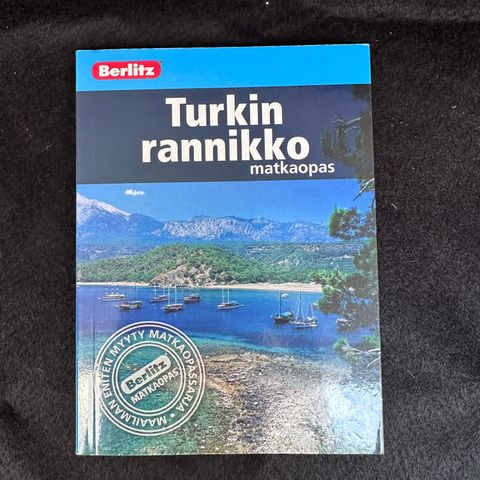 Berlitz
Turkin
rannikko
matkaopas
MAAILMAN ENITEN MYYTY MATKAOPASSARJA •
Berlitz
MATKAOPAS